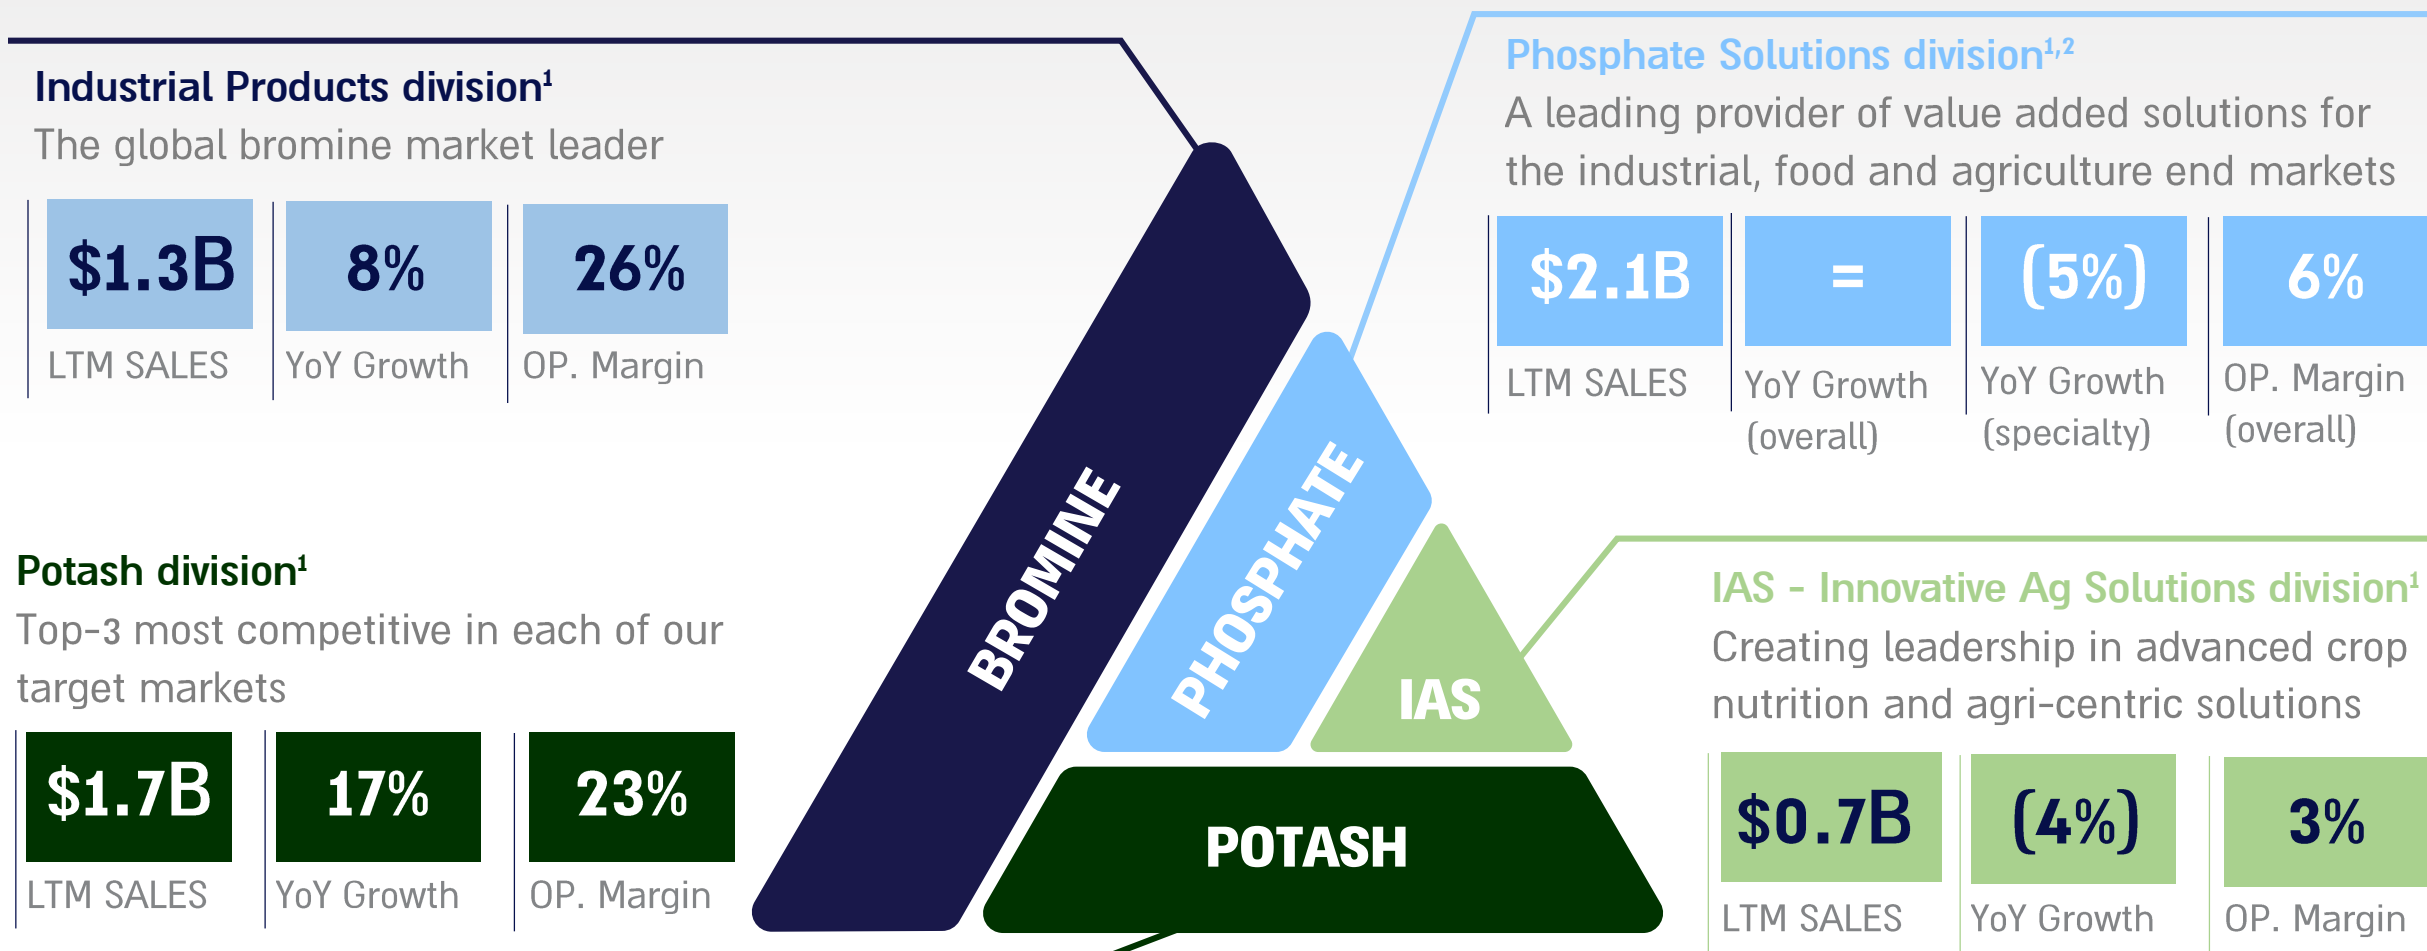 Industrial Products division¹
The global bromine market leader
$1.3B 8% 26%
LTM SALES YoY Growth OP. Margin
Phosphate Solutions division¹,²
A leading provider of value added solutions for
the industrial, food and agriculture end markets
$2.1B = (5%) 6%
LTM SALES YoY Growth YoY Growth OP. Margin
(overall) (specialty) (overall)
BROMINE
PHOSPHATE
IAS
POTASH
Potash division¹
Top-3 most competitive in each of our
target markets
$1.7B 17% 23%
LTM SALES YoY Growth OP. Margin
IAS - Innovative Ag Solutions division¹
Creating leadership in advanced crop
nutrition and agri-centric solutions
$0.7B (4%) 3%
LTM SALES YoY Growth OP. Margin